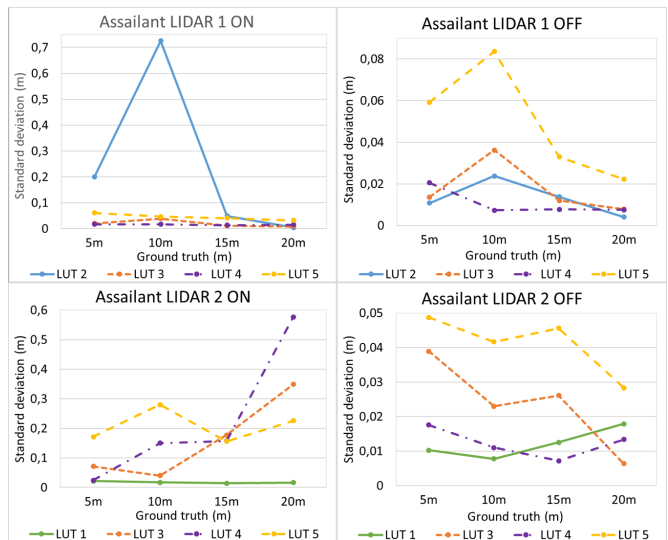 Assailant LIDAR 1 ON
Standard deviation (m)
0,7
0,6
0,5
0,4
0,3
0,2
0,1
0
5m 10m 15m 20m
Ground truth (m)
LUT 2 LUT 3 LUT 4 LUT 5
Assailant LIDAR 1 OFF
Standard deviation (m)
0,08
0,06
0,04
0,02
0
5m 10m 15m 20m
Ground truth (m)
LUT 2 LUT 3 LUT 4 LUT 5
Assailant LIDAR 2 ON
Standard deviation (m)
0,6
0,5
0,4
0,3
0,2
0,1
0
5m 10m 15m 20m
Ground truth (m)
LUT 1 LUT 3 LUT 4 LUT 5
Assailant LIDAR 2 OFF
Standard deviation (m)
0,05
0,04
0,03
0,02
0,01
0
5m 10m 15m 20m
Ground truth (m)
LUT 1 LUT 3 LUT 4 LUT 5